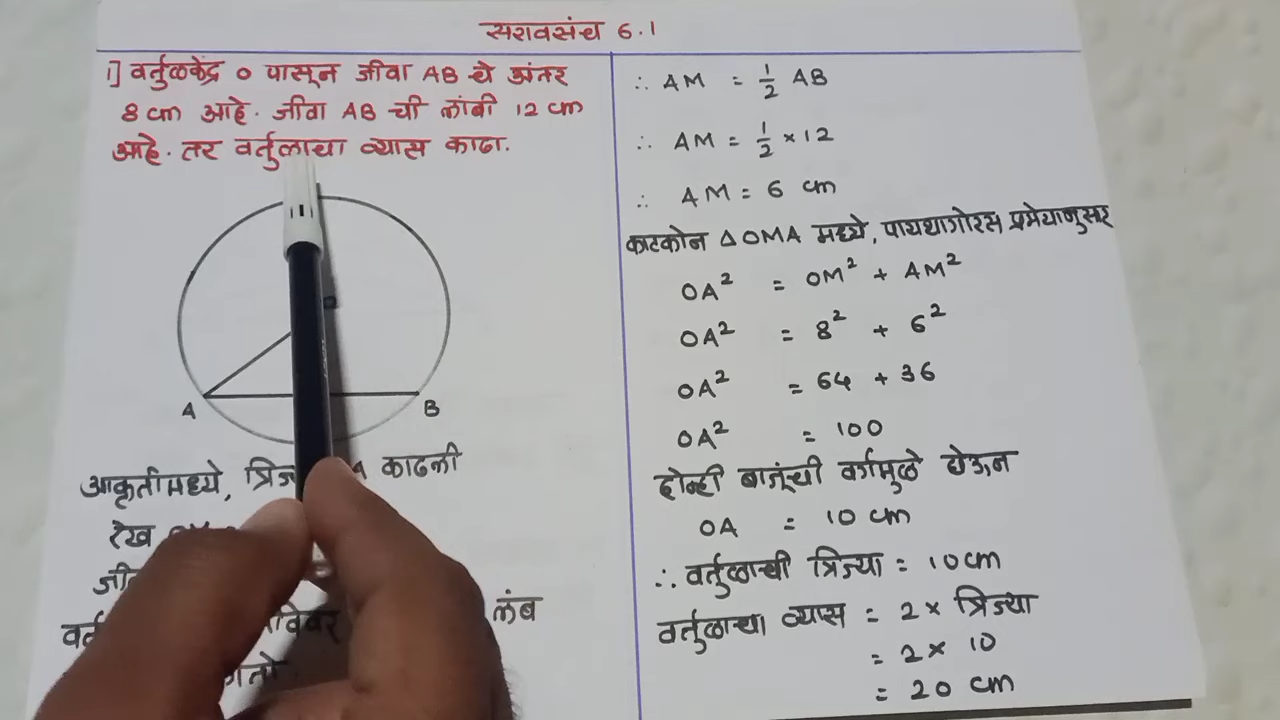 सरावसंच 6.1
1] वर्तुळकेंद्र O पासून जीवा AB चे अंतर
8 cm आहे. जीवा AB ची लांबी 12 cm
आहे. तर वर्तुळाचा व्यास काढा.
A
B
आकृतीमध्ये, काढली
रेख
लंब
∴ AM = 1/2 AB
∴ AM = 1/2 × 12
∴ AM = 6 cm
काटकोन △OMA मध्ये, पायथागोरस प्रमेयानुसार
OA² = OM² + AM²
OA² = 8² + 6²
OA² = 64 + 36
OA² = 100
दोन्ही बाजूंची वर्गमुळे घेऊन
OA = 10 cm
∴ वर्तुळाची त्रिज्या = 10cm
वर्तुळाचा व्यास = 2 × त्रिज्या
= 2 × 10
= 20 cm